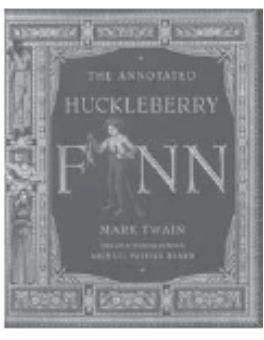 THE ANNOTATED
HUCKLEBERRY
FINN
MARK TWAIN
MICHAEL PATRICK HEARN